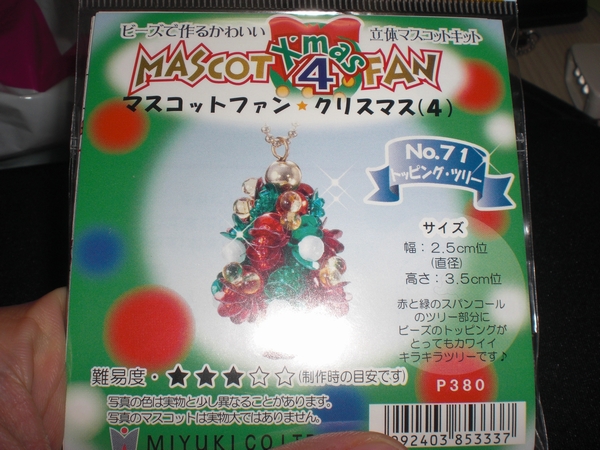 ビーズで作るかわいい 立体マスコットキット
MASCOT X'mas 4 FAN
マスコットファン★クリスマス(4)
No.71
トッピング・ツリー
サイズ
幅：2.5cm位
(直径)
高さ：3.5cm位
赤と緑のスパンコール
のツリー部分に
ビーズのトッピングが
とってもカワイイ
キラキラツリーです♪
難易度・★★★☆☆(制作時の目安です)
P380
写真の色は実物と少し異なることがあります。
写真のマスコットは実物大ではありません。
MIYUKI CO.LT
992403 853337